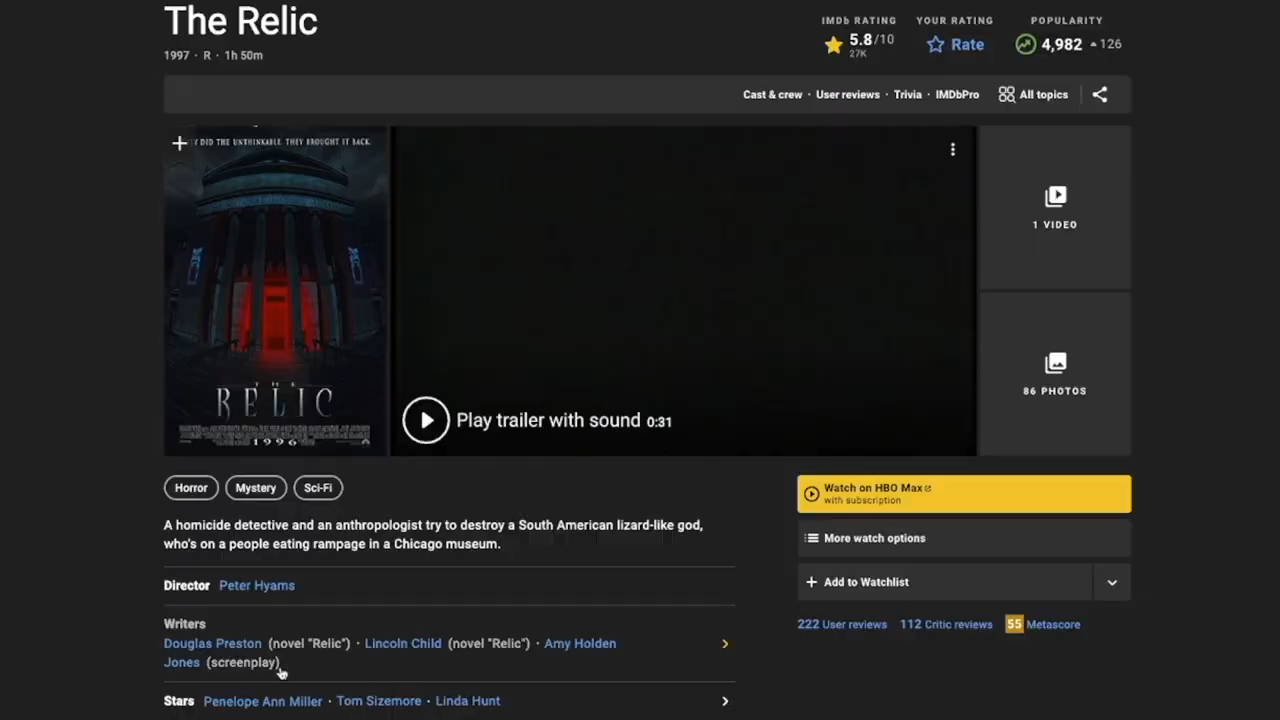 The Relic
1997 · R · 1h 50m
IMDb RATING
5.8/10
27K
YOUR RATING
Rate
POPULARITY
4,982 126
Cast & crew · User reviews · Trivia · IMDbPro All topics
Y DID THE UNTHINKABLE. THEY BROUGHT IT BACK.
THE
RELIC
1996
Play trailer with sound 0:31
1 VIDEO
86 PHOTOS
Horror Mystery Sci-Fi
A homicide detective and an anthropologist try to destroy a South American lizard-like god,
who's on a people eating rampage in a Chicago museum.
Director Peter Hyams
Writers
Douglas Preston (novel "Relic") · Lincoln Child (novel "Relic") · Amy Holden
Jones (screenplay)
Stars Penelope Ann Miller · Tom Sizemore · Linda Hunt
Watch on HBO Max
with subscription
More watch options
Add to Watchlist
222 User reviews 112 Critic reviews 55 Metascore